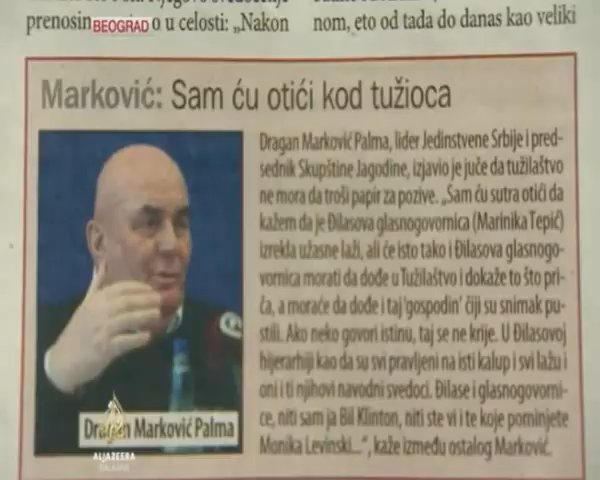 prenosin BEOGRAD o u celosti: „Nakon
nom, eto od tada do danas kao veliki
Marković: Sam ću otići kod tužioca
Dragan Marković Palma, lider Jedinstvene Srbije i pred-
sednik Skupštine Jagodine, izjavio je juče da tužilaštvo
ne mora da troši papir za pozive. „Sam ću sutra otići da
kažem da je Đilasova glasnogovornica (Marinika Tepić)
izrekla užasne laži, ali će isto tako i Đilasova glasnogo-
vornica morati da dođe u Tužilaštvo i dokaže to što pri-
ča, a moraće da dođe i taj 'gospodin' čiji su snimak pu-
stili. Ako neko govori istinu, taj se ne krije. U Đilasovoj
hijerarhiji kao da su svi pravljeni na isti kalup i svi lažu i
oni i ti njihovi navodni svedoci. Đilase i glasnogovorni-
ce, niti sam ja Bil Klinton, niti ste vi i te koje pominjete
Monika Levinski...“, kaže između ostalog Marković.
Dragan Marković Palma
ALJAZEERA
BALKANS